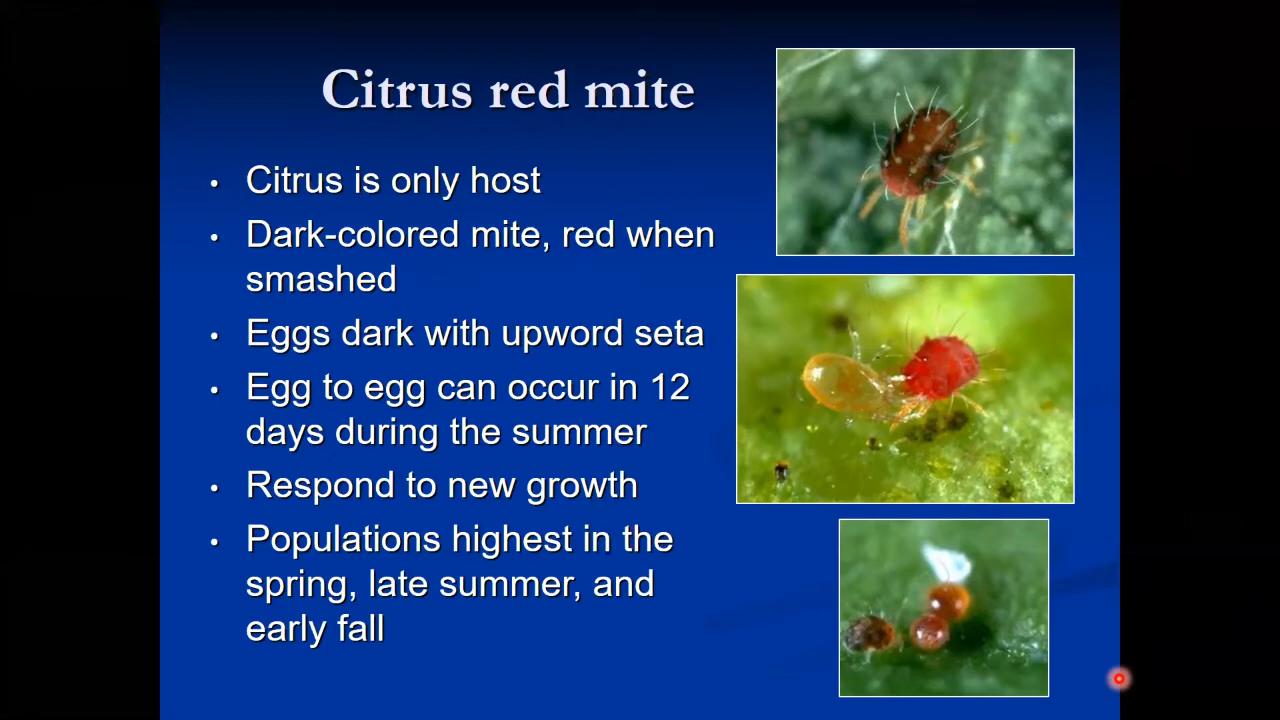 Citrus red mite
• Citrus is only host
• Dark-colored mite, red when
smashed
• Eggs dark with upword seta
• Egg to egg can occur in 12
days during the summer
• Respond to new growth
• Populations highest in the
spring, late summer, and
early fall